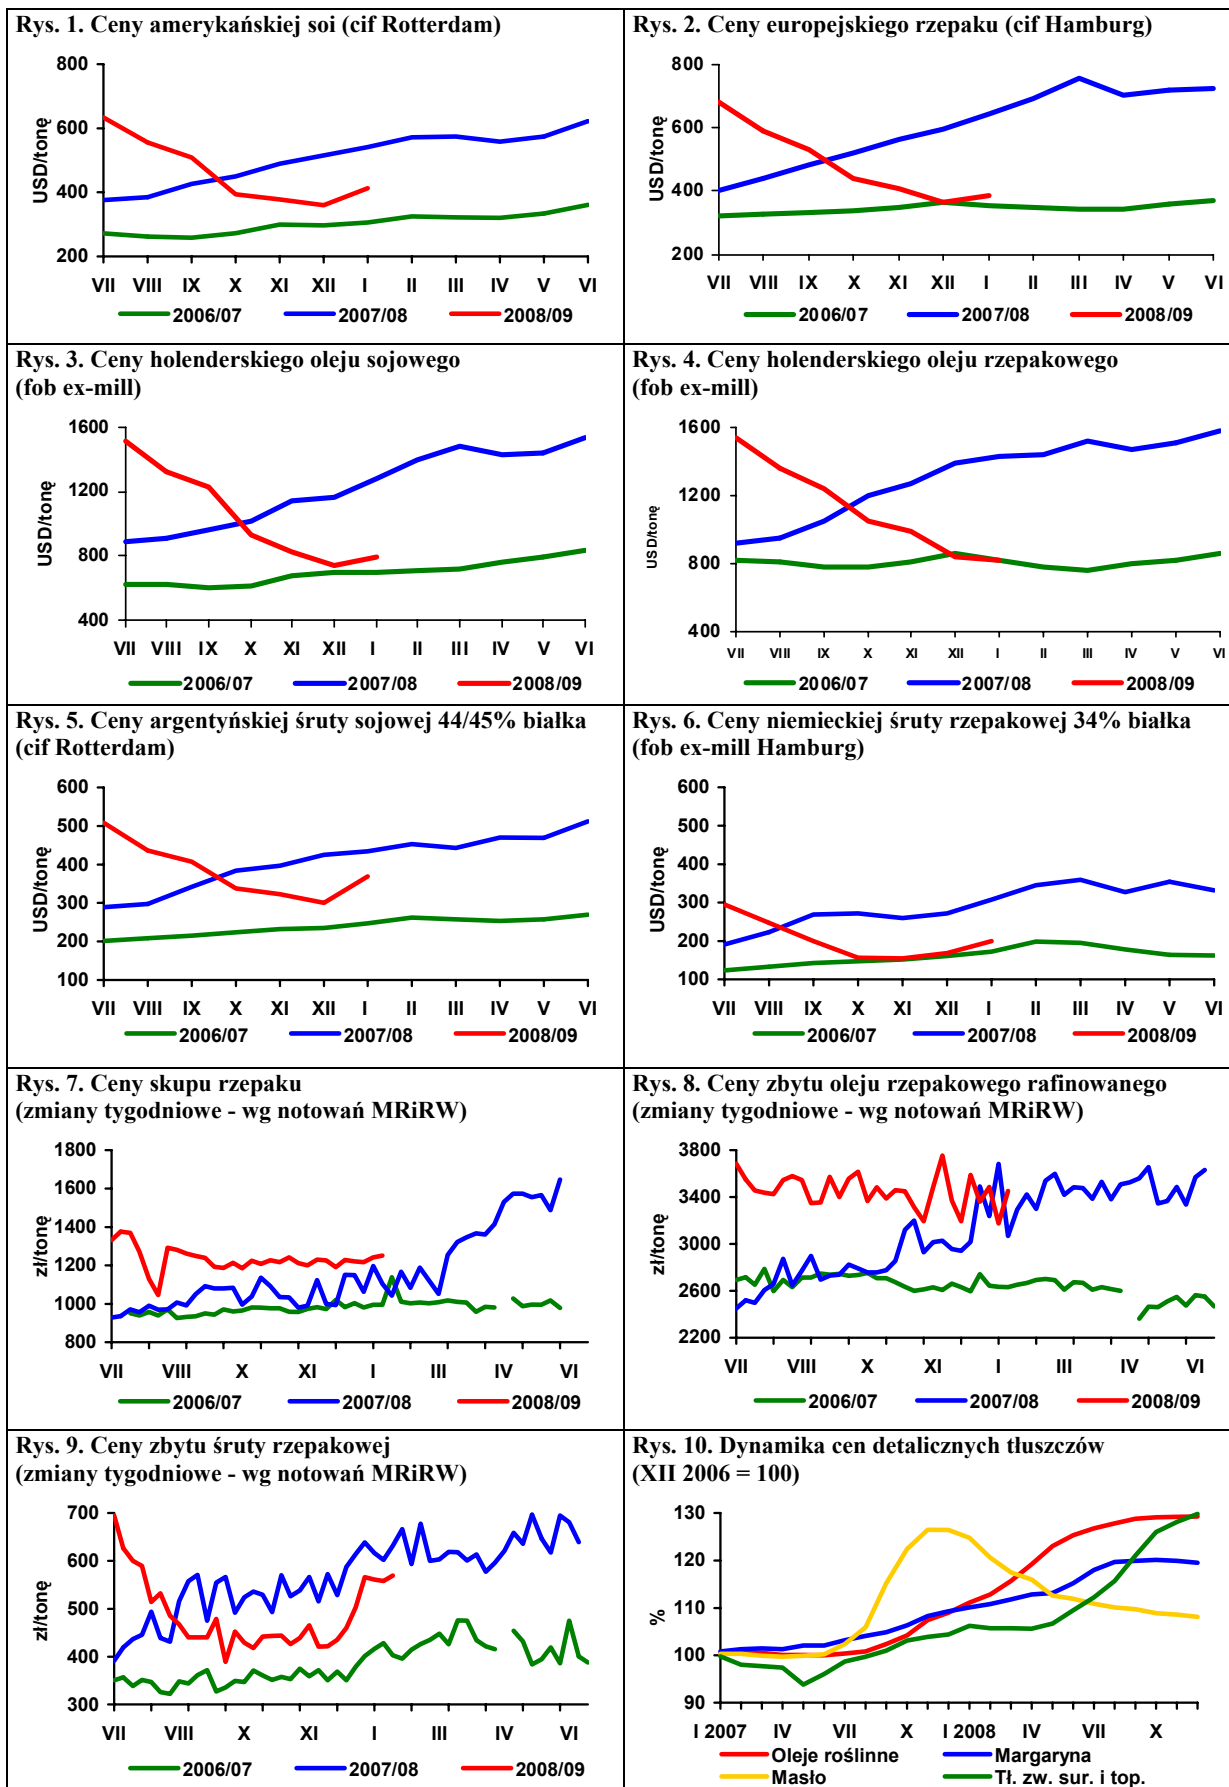 Rys. 1. Ceny amerykańskiej soi (cif Rotterdam)
800
600
400
200
USD/tonę
VII VIII IX X XI XII I II III IV V VI
2006/07 2007/08 2008/09
Rys. 2. Ceny europejskiego rzepaku (cif Hamburg)
800
600
400
200
USD/tonę
VII VIII IX X XI XII I II III IV V VI
2006/07 2007/08 2008/09
Rys. 3. Ceny holenderskiego oleju sojowego
(fob ex-mill)
1600
1200
800
400
USD/tonę
VII VIII IX X XI XII I II III IV V VI
2006/07 2007/08 2008/09
Rys. 4. Ceny holenderskiego oleju rzepakowego
(fob ex-mill)
1600
1200
800
400
USD/tonę
VII VIII IX X XI XII I II III IV V VI
2006/07 2007/08 2008/09
Rys. 5. Ceny argentyńskiej śruty sojowej 44/45% białka
(cif Rotterdam)
600
500
400
300
200
100
USD/tonę
VII VIII IX X XI XII I II III IV V VI
2006/07 2007/08 2008/09
Rys. 6. Ceny niemieckiej śruty rzepakowej 34% białka
(fob ex-mill Hamburg)
600
500
400
300
200
100
USD/tonę
VII VIII IX X XI XII I II III IV V VI
2006/07 2007/08 2008/09
Rys. 7. Ceny skupu rzepaku
(zmiany tygodniowe - wg notowań MRiRW)
1800
1600
1400
1200
1000
800
zł/tonę
VII VIII X XI I III IV VI
2006/07 2007/08 2008/09
Rys. 8. Ceny zbytu oleju rzepakowego rafinowanego
(zmiany tygodniowe - wg notowań MRiRW)
3800
3400
3000
2600
2200
zł/tonę
VII VIII X XI I III IV VI
2006/07 2007/08 2008/09
Rys. 9. Ceny zbytu śruty rzepakowej
(zmiany tygodniowe - wg notowań MRiRW)
700
600
500
400
300
zł/tonę
VII VIII X XI I III IV VI
2006/07 2007/08 2008/09
Rys. 10. Dynamika cen detalicznych tłuszczów
(XII 2006 = 100)
130
120
110
100
90
%
I 2007 IV VII X I 2008 IV VII X
Oleje roślinne Margaryna
Masło Tł. zw. sur. i top.